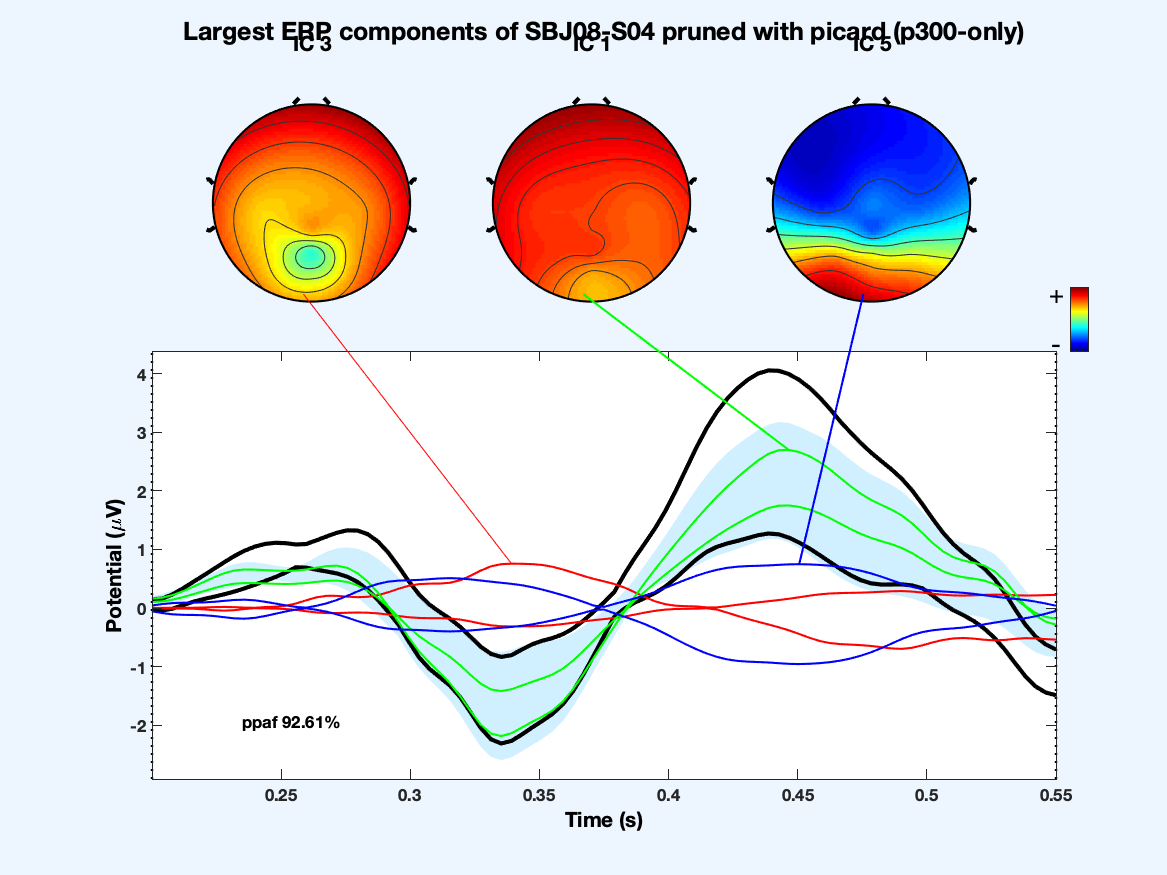 Largest ERP components of SBJ08-S04 pruned with picard (p300-only)
IC 3
IC 1
IC 5
+
-
4
3
2
1
0
-1
-2
Potential (μV)
ppaf 92.61%
0.25
0.3
0.35
0.4
0.45
0.5
0.55
Time (s)